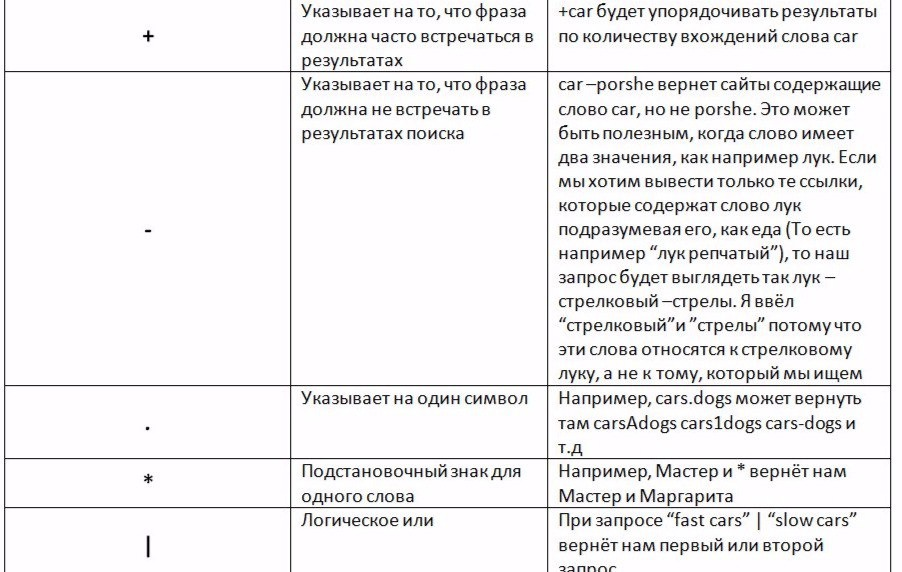 +
Указывает на то, что фраза
должна часто встречаться в
результатах
+car будет упорядочивать результаты
по количеству вхождений слова car
-
Указывает на то, что фраза
должна не встречать в
результатах поиска
car –porshe вернет сайты содержащие
слово car, но не porshe. Это может
быть полезным, когда слово имеет
два значения, как например лук. Если
мы хотим вывести только те ссылки,
которые содержат слово лук
подразумевая его, как еда (То есть
например “лук репчатый”), то наш
запрос будет выглядеть так лук –
стрелковый –стрелы. Я ввёл
“стрелковый”и ”стрелы” потому что
эти слова относятся к стрелковому
луку, а не к тому, который мы ищем
.
Указывает на один символ
Например, cars.dogs может вернуть
там carsAdogs cars1dogs cars-dogs и
т.д
*
Подстановочный знак для
одного слова
Например, Мастер и * вернёт нам
Мастер и Маргарита
|
Логическое или
При запросе “fast cars” | “slow cars”
вернёт нам первый или второй
запрос